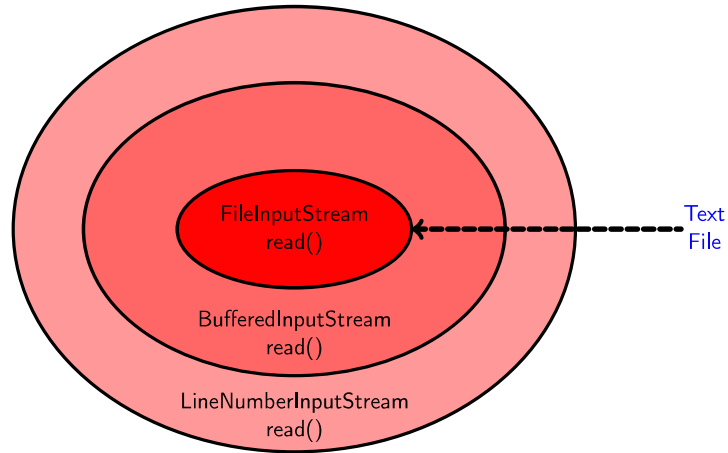 FileInputStream
read()
Text
File
BufferedInputStream
read()
LineNumberInputStream
read()